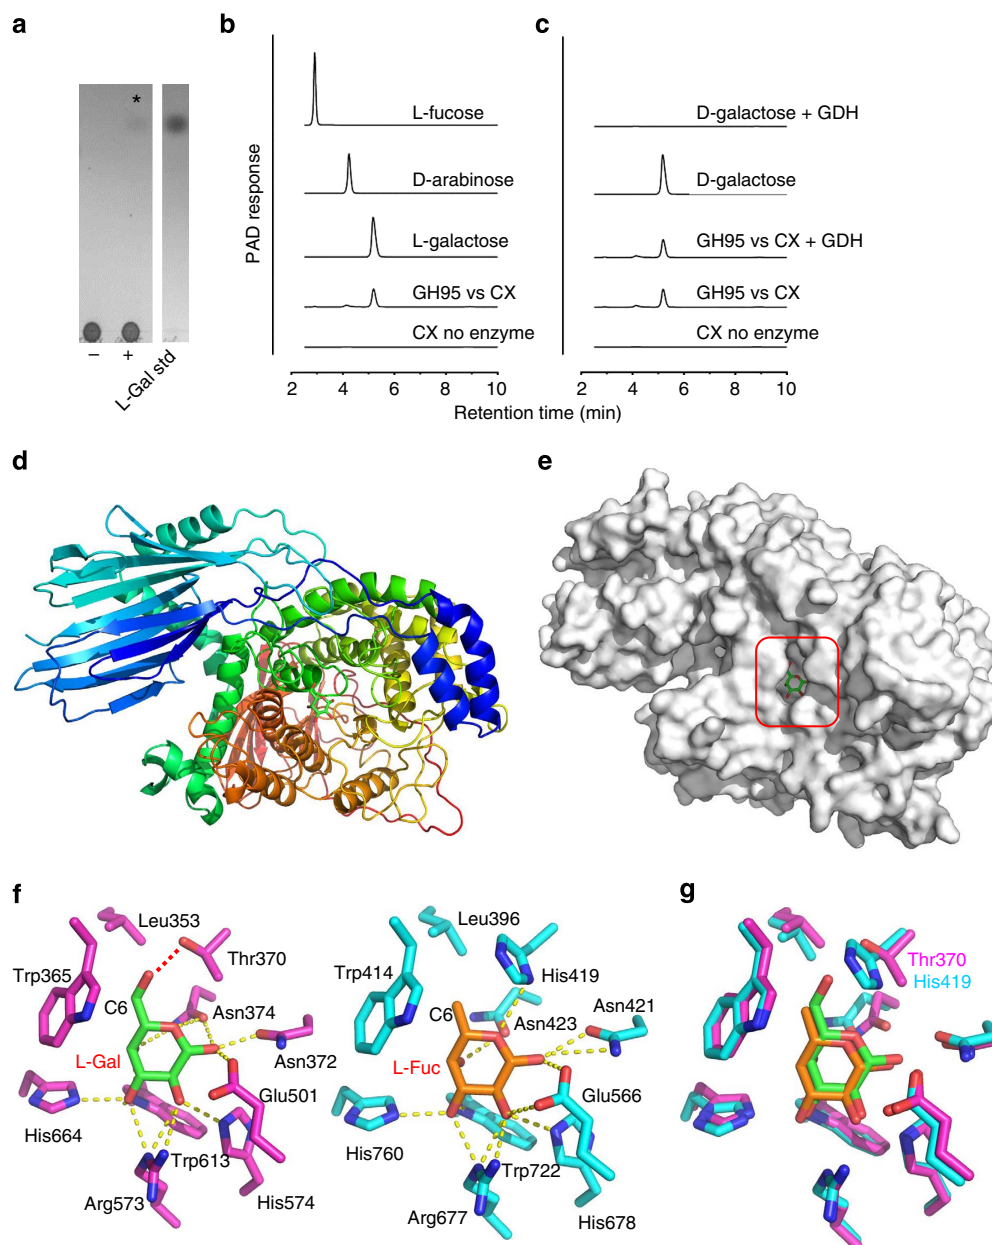 a
*
–
+
L-Gal std
b
PAD response
L-fucose
D-arabinose
L-galactose
GH95 vs CX
CX no enzyme
2
4
6
8
10
c
D-galactose + GDH
D-galactose
GH95 vs CX + GDH
GH95 vs CX
CX no enzyme
2
4
6
8
10
Retention time (min)
d
e
f
Leu353
Thr370
Trp365
C6
Asn374
Asn372
L-Gal
Glu501
His664
Trp613
Arg573
His574
Leu396
His419
Trp414
C6
Asn421
Asn423
L-Fuc
Glu566
His760
Trp722
Arg677
His678
g
Thr370
His419